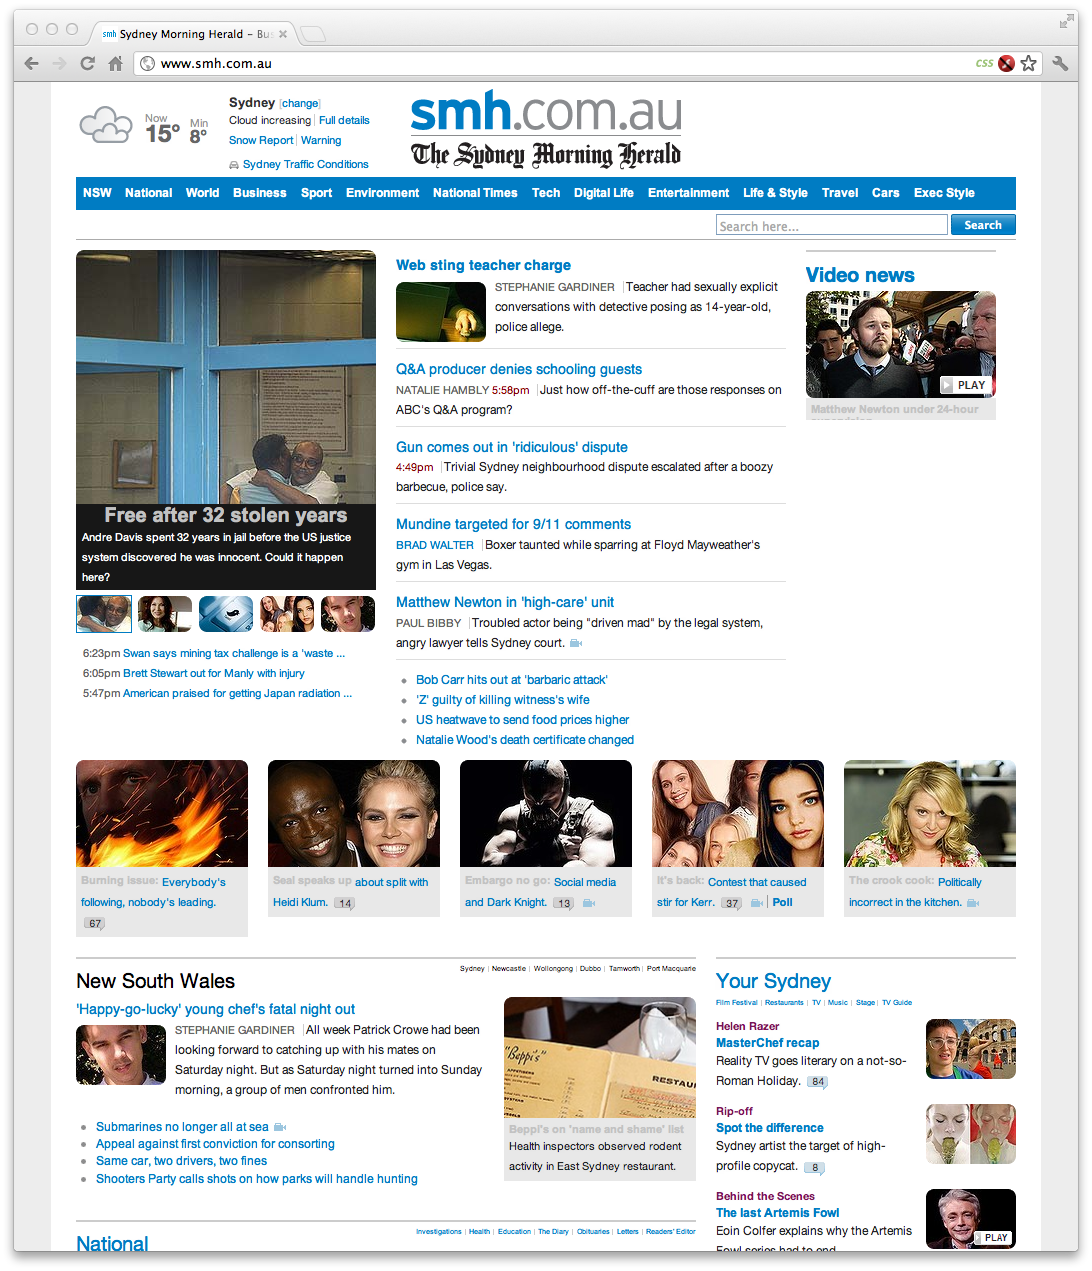 smh Sydney Morning Herald – Bus
www.smh.com.au
CSS
Now
15°
Min
8°
Sydney [change]
Cloud increasing | Full details
Snow Report | Warning
Sydney Traffic Conditions
smh.com.au
The Sydney Morning Herald
NSW National World Business Sport Environment National Times Tech Digital Life Entertainment Life & Style Travel Cars Exec Style
Search here...
Search
Free after 32 stolen years
Andre Davis spent 32 years in jail before the US justice
system discovered he was innocent. Could it happen
here?
6:23pm Swan says mining tax challenge is a 'waste ...
6:05pm Brett Stewart out for Manly with injury
5:47pm American praised for getting Japan radiation ...
Web sting teacher charge
STEPHANIE GARDINER | Teacher had sexually explicit
conversations with detective posing as 14-year-old,
police allege.
Q&A producer denies schooling guests
NATALIE HAMBLY 5:58pm | Just how off-the-cuff are those responses on
ABC's Q&A program?
Gun comes out in 'ridiculous' dispute
4:49pm | Trivial Sydney neighbourhood dispute escalated after a boozy
barbecue, police say.
Mundine targeted for 9/11 comments
BRAD WALTER | Boxer taunted while sparring at Floyd Mayweather's
gym in Las Vegas.
Matthew Newton in 'high-care' unit
PAUL BIBBY | Troubled actor being "driven mad" by the legal system,
angry lawyer tells Sydney court.
Bob Carr hits out at 'barbaric attack'
'Z' guilty of killing witness's wife
US heatwave to send food prices higher
Natalie Wood's death certificate changed
Video news
PLAY
Matthew Newton under 24-hour
Burning issue: Everybody's
following, nobody's leading.
67
Seal speaks up about split with
Heidi Klum. 14
Embargo no go: Social media
and Dark Knight. 13
It's back: Contest that caused
stir for Kerr. 37 | Poll
The crook cook: Politically
incorrect in the kitchen.
New South Wales
Sydney | Newcastle | Wollongong | Dubbo | Tamworth | Port Macquarie
'Happy-go-lucky' young chef's fatal night out
STEPHANIE GARDINER | All week Patrick Crowe had been
looking forward to catching up with his mates on
Saturday night. But as Saturday night turned into Sunday
morning, a group of men confronted him.
Submarines no longer all at sea
Appeal against first conviction for consorting
Same car, two drivers, two fines
Shooters Party calls shots on how parks will handle hunting
"Beppi's"
APPETISERS
RESTAU
Beppi's on 'name and shame' list
Health inspectors observed rodent
activity in East Sydney restaurant.
Your Sydney
Film Festival | Restaurants | TV | Music | Stage | TV Guide
Helen Razer
MasterChef recap
Reality TV goes literary on a not-so-
Roman Holiday. 84
Rip-off
Spot the difference
Sydney artist the target of high-
profile copycat. 8
Behind the Scenes
The last Artemis Fowl
Eoin Colfer explains why the Artemis
Fowl series had to end.
PLAY
National
Investigations | Health | Education | The Diary | Obituaries | Letters | Readers' Editor